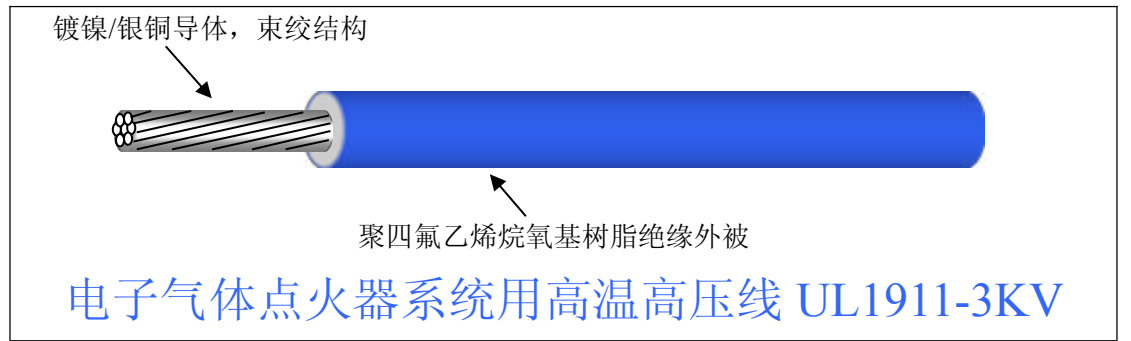 镀镍/银铜导体，束绞结构
聚四氟乙烯烷氧基树脂绝缘外被
电子气体点火器系统用高温高压线 UL1911-3KV